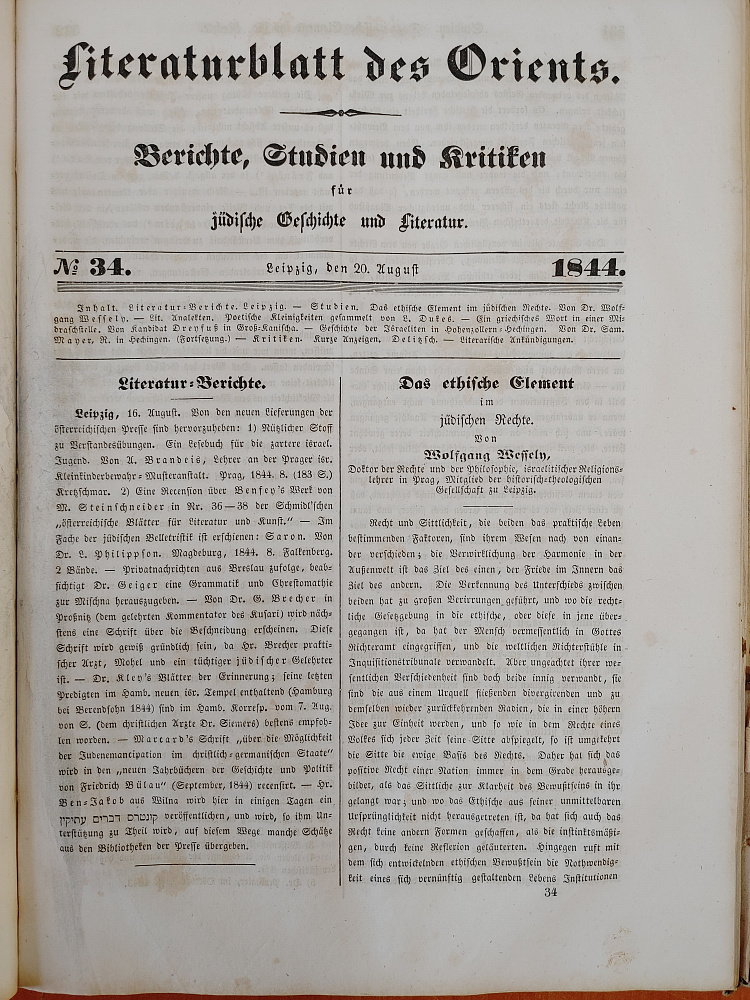 Literaturblatt des Orients.
Berichte, Studien und Kritiken
für
jüdische Geschichte und Literatur.
№ 34. Leipzig, den 20. August 1844.
Inhalt. Literatur-Berichte. Leipzig. — Studien. Das ethische Element im jüdischen Rechte. Von Dr. Wolf-
gang Wessely. — Lit. Analekten. Poetische Kleinigkeiten gesammelt von L. Dukes. — Ein griechisches Wort in einer Mi-
draschstelle. Von Kandidat Dreyfuß in Groß-Kanischa. — Geschichte der Israeliten in Hohenzollern-Hechingen. Von Dr. Sam.
Mayer, R. in Hechingen. (Fortsetzung.) — Kritiken. Kurze Anzeigen. Delitzsch. — Literarische Ankündigungen.
Literatur-Berichte.
Leipzig, 16. August. Von den neuen Lieferungen der
österreichischen Presse sind hervorzuheben: 1) Nützlicher Stoff
zu Verstandesübungen. Ein Lesebuch für die zartere israel.
Jugend. Von A. Brandeis, Lehrer an der Prager isr.
Kleinkinderbewahr-Musteranstalt. Prag, 1844. 8. (183 S.)
Kretzschmar. 2) Eine Recension über Benfey's Werk von
M. Steinschneider in Nr. 36—38 der Schmidl'schen
„österreichische Blätter für Literatur und Kunst.“ — Im
Fache der jüdischen Belletristik ist erschienen: Saron. Von
Dr. L. Philippson. Magdeburg, 1844. 8. Falkenberg.
2 Bände. — Privatnachrichten aus Breslau zufolge, beab-
sichtigt Dr. Geiger eine Grammatik und Chrestomathie
zur Mischna herauszugeben. — Von Dr. G. Brecher in
Proßnitz (dem gelehrten Kommentator des Kusari) wird näch-
stens eine Schrift über die Beschneidung erscheinen. Diese
Schrift wird gewiß gründlich sein, da Hr. Brecher prakti-
scher Arzt, Mohel und ein tüchtiger jüdischer Gelehrter
ist. — Dr. Kley's Blätter der Erinnerung; seine letzten
Predigten im Hamb. neuen isr. Tempel enthaltend (Hamburg
bei Berendsohn 1844) sind im Hamb. Korresp. vom 7. Aug.
von S. (dem christlichen Arzte Dr. Siemers) bestens empfoh-
len worden. — Martard's Schrift „über die Möglichkeit
der Judenemancipation im christlich-germanischen Staate“
wird in den „neuen Jahrbüchern der Geschichte und Politik
von Friedrich Bülau“ (September, 1844) recensirt. — Hr.
Ben-Jakob aus Wilna wird hier in einigen Tagen ein
קונטרס דברים עתיקין veröffentlichen, und wird, so ihm Un-
terstützung zu Theil wird, auf diesem Wege manche Schätze
aus den Bibliotheken der Presse übergeben.
Das ethische Element
im
jüdischen Rechte.
Von
Wolfgang Wessely,
Doktor der Rechte und der Philosophie, israelitischer Religions-
lehrer in Prag, Mitglied der historisch-theologischen
Gesellschaft zu Leipzig.
Recht und Sittlichkeit, die beiden das praktische Leben
bestimmenden Faktoren, sind ihrem Wesen nach von einan-
der verschieden; die Verwirklichung der Harmonie in der
Außenwelt ist das Ziel des einen, der Friede im Innern das
Ziel des andern. Die Verkennung des Unterschieds zwischen
beiden hat zu großen Verirrungen geführt, und wo die recht-
liche Gesetzgebung in die ethische, oder diese in jene über-
gegangen ist, da hat der Mensch vermessentlich in Gottes
Richteramt eingegriffen, und die weltlichen Richterstühle in
Inquisitionstribunale verwandelt. Aber ungeachtet ihrer we-
sentlichen Verschiedenheit sind doch beide innig verwandt, sie
sind die aus einem Urquell fließenden divergirenden und zu
demselben wieder zurückkehrenden Radien, die in einer höhern
Idee zur Einheit werden, und so wie in dem Rechte eines
Volkes sich jeder Zeit seine Sitte abspiegelt, so ist umgekehrt
die Sitte die ewige Basis des Rechts. Daher hat sich das
positive Recht einer Nation immer in dem Grade herausge-
bildet, als das Sittliche zur Klarheit des Bewußtseins in ihr
gelangt war; und wo das Ethische aus seiner unmittelbaren
Ursprünglichkeit nicht herausgetreten ist, da hat sich auch das
Recht keine andern Formen geschaffen, als die instinktsmäßi-
gen, durch keine Reflexion geläuterten. Hingegen ruft mit
dem sich entwickelnden ethischen Bewußtsein die Nothwendig-
keit eines sich vernünftig gestaltenden Lebens Institutionen
34